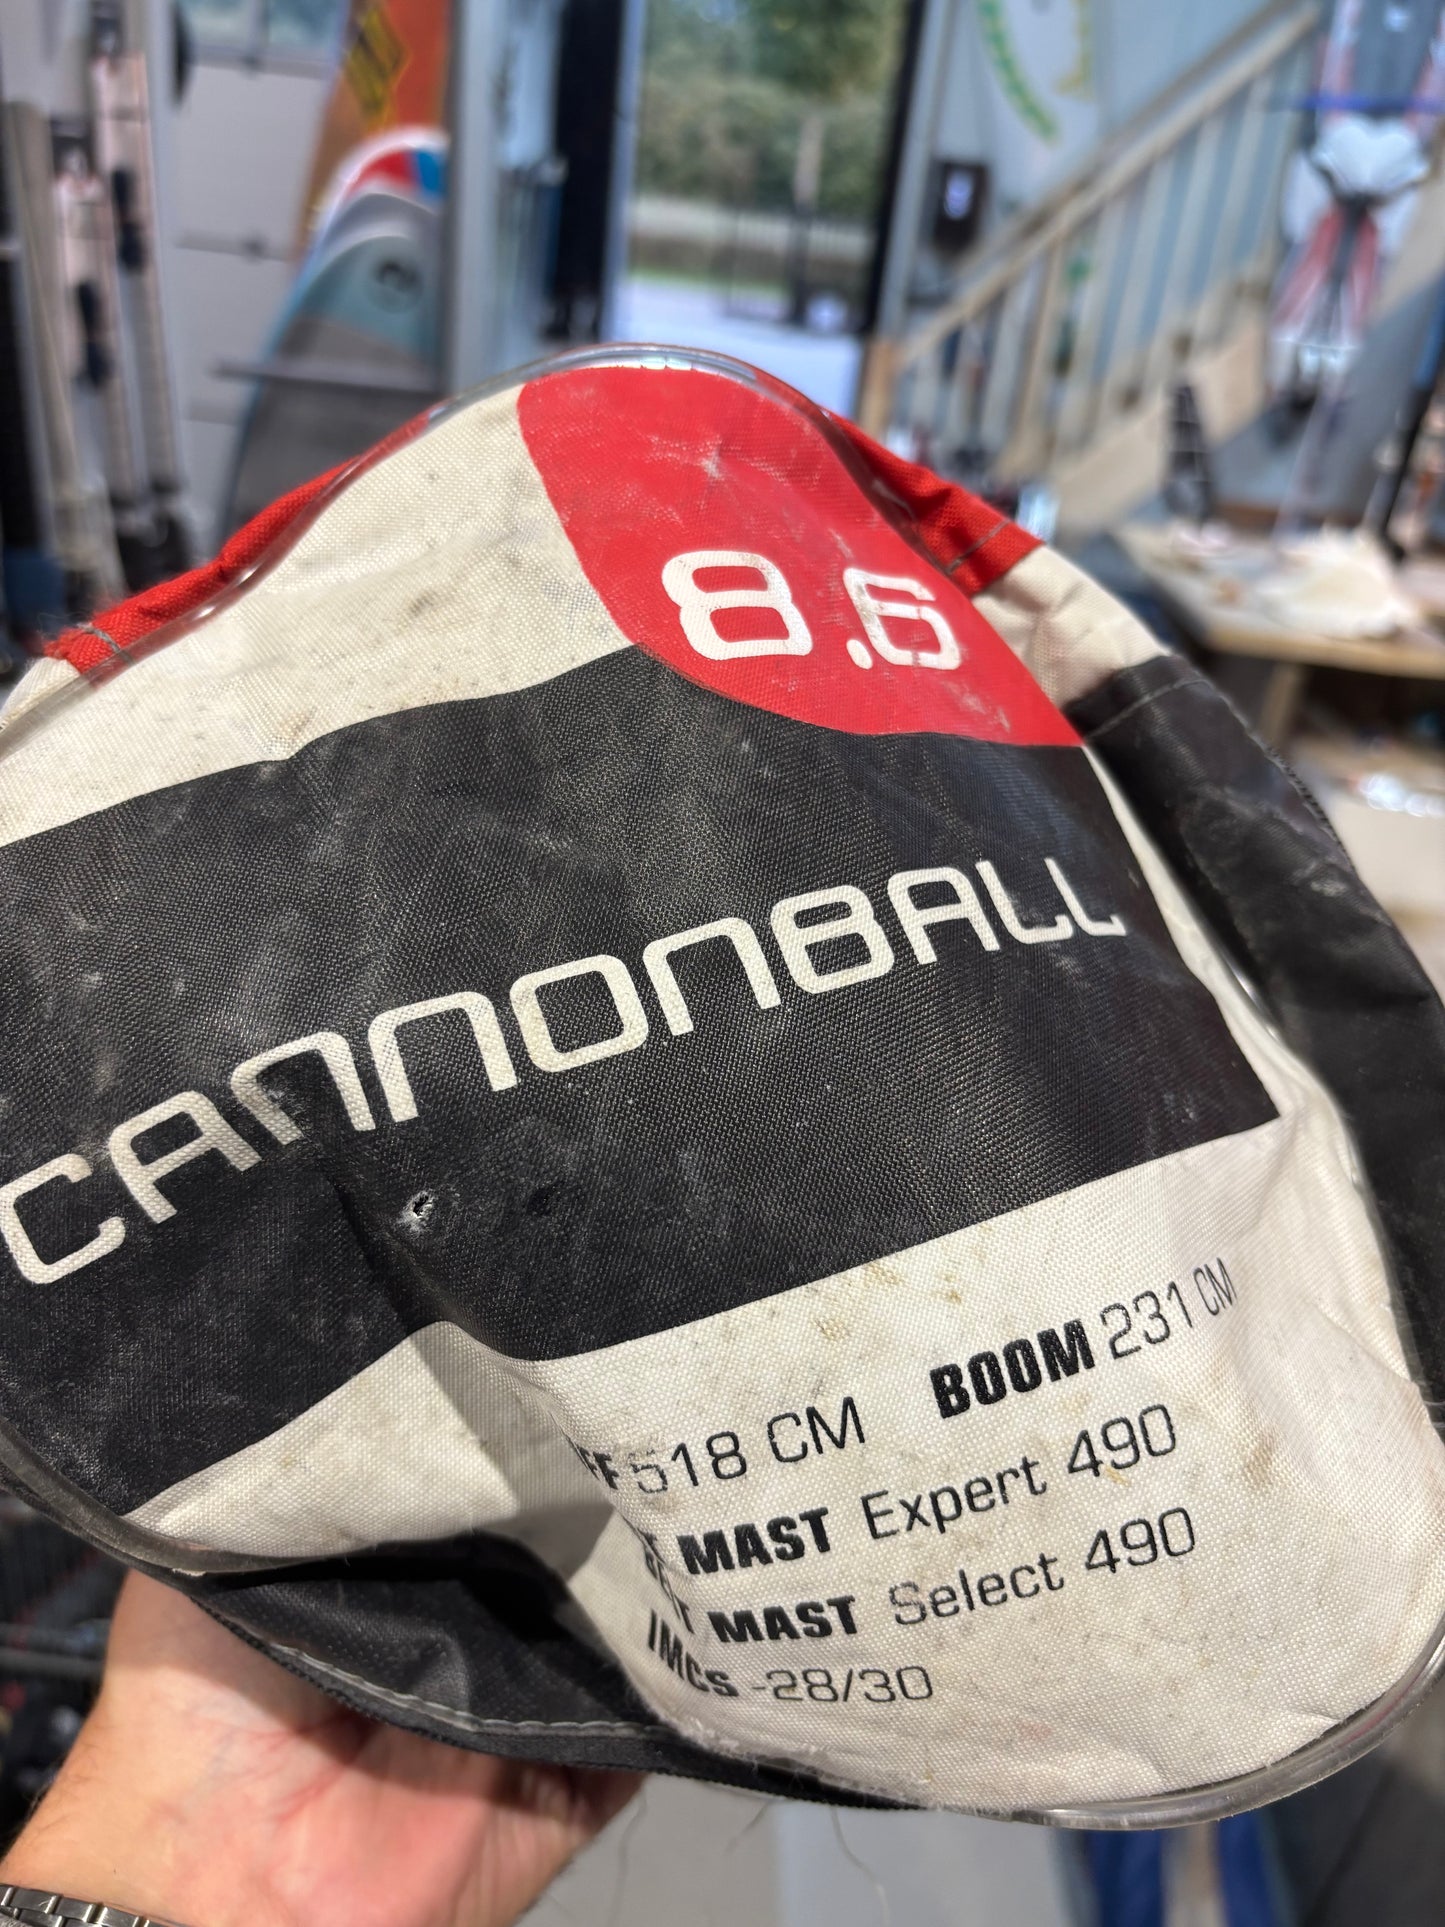 8.6
CANNONBALL
518 CM BOOM 231 CM
MAST Expert 490
MAST Select 490
IMCS -28/30